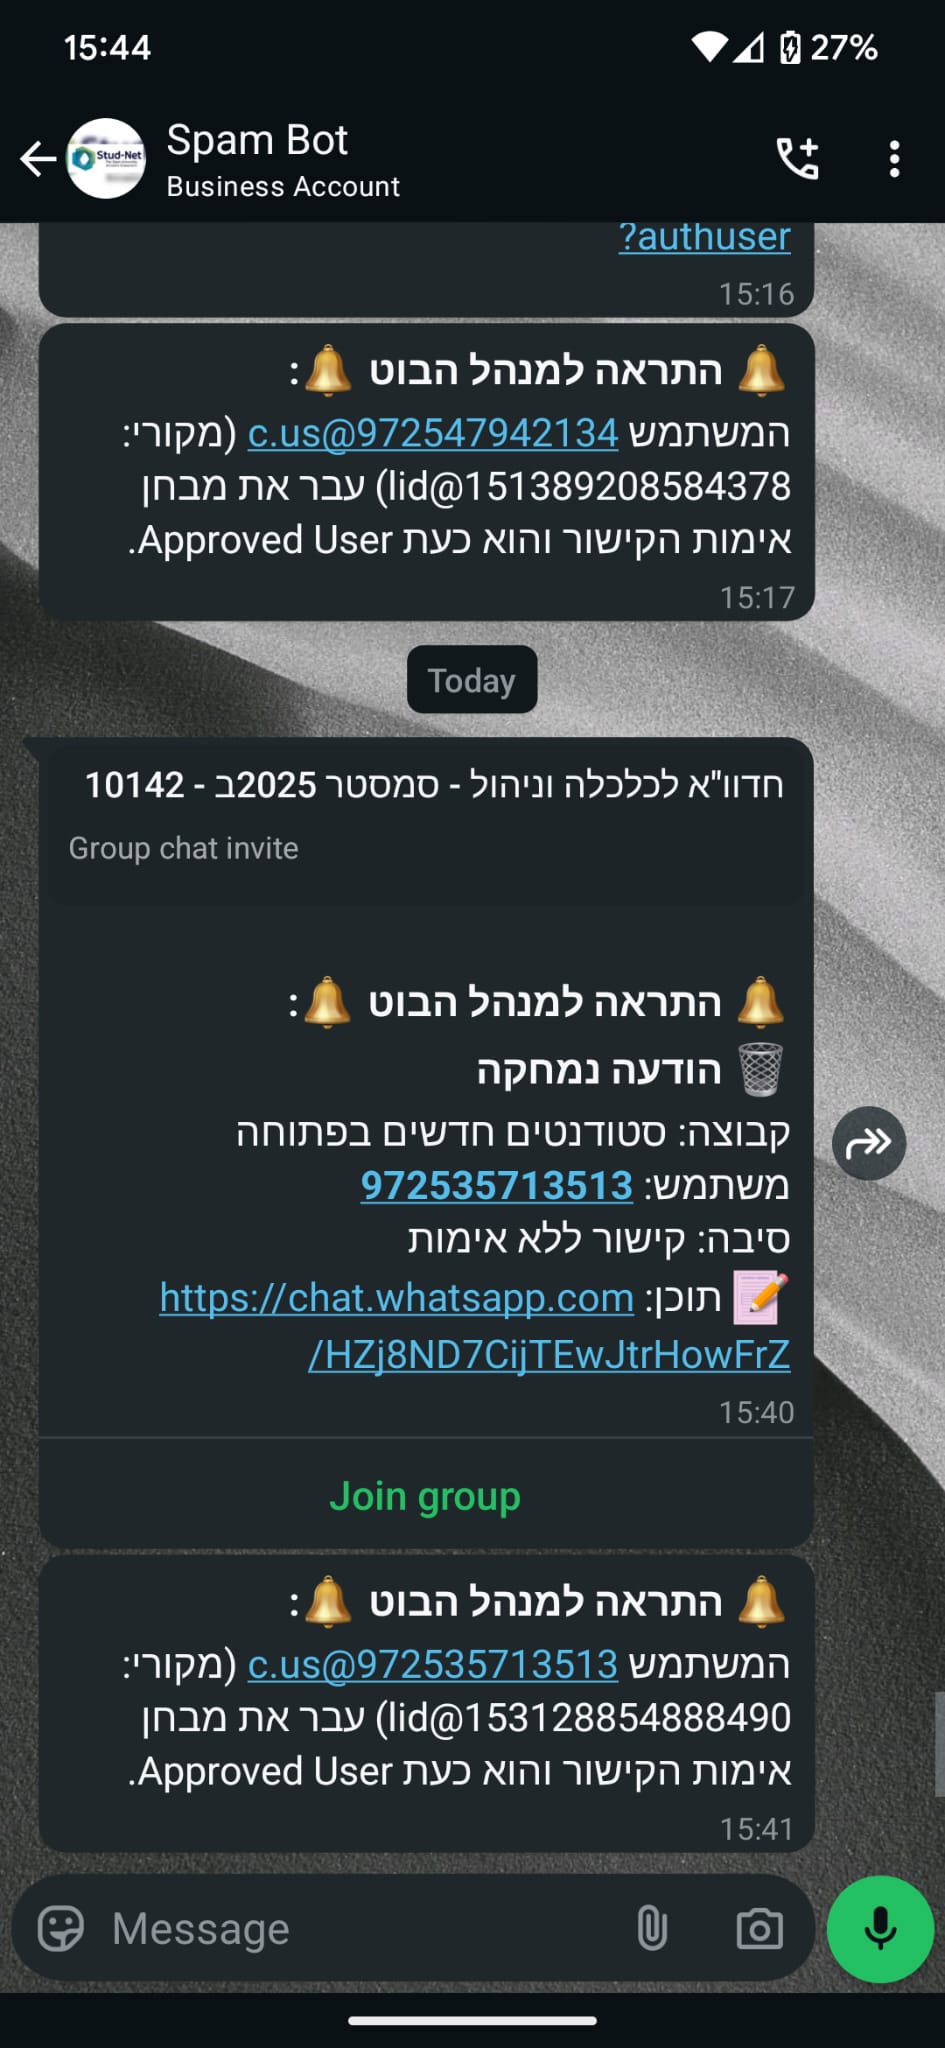 15:44
27%
Stud-Net
Spam Bot
Business Account
?authuser
15:16
🔔 התראה למנהל הבוט 🔔:
המשתמש 972547942134@c.us (מקורי:
151389208584378@lid) עבר את מבחן
אימות הקישור והוא כעת Approved User.
15:17
Today
חדוו"א לכלכלה וניהול - סמסטר 2025ב - 10142
Group chat invite
🔔 התראה למנהל הבוט 🔔:
🗑️ הודעה נמחקה
קבוצה: סטודנטים חדשים בפתוחה
משתמש: 972535713513
סיבה: קישור ללא אימות
📝 תוכן: https://chat.whatsapp.com
/HZj8ND7CijTEwJtrHowFrZ
15:40
Join group
🔔 התראה למנהל הבוט 🔔:
המשתמש 972535713513@c.us (מקורי:
153128854888490@lid) עבר את מבחן
אימות הקישור והוא כעת Approved User.
15:41
Message